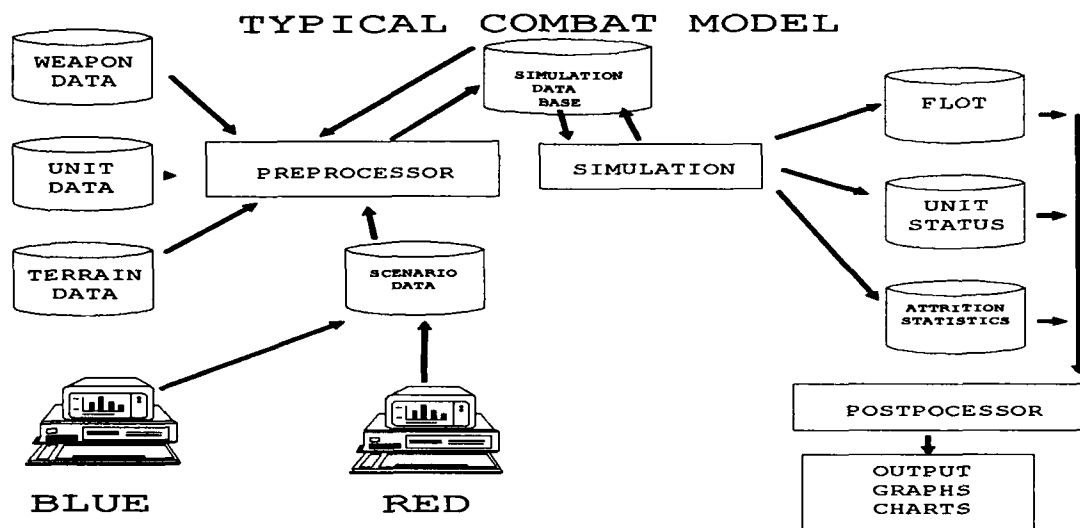 TYPICAL COMBAT MODEL
WEAPON
DATA
SIMULATION
DATA
BASE
FLOT
UNIT
DATA
PREPROCESSOR
SIMULATION
UNIT
STATUS
TERRAIN
DATA
SCENARIO
DATA
ATTRITION
STATISTICS
POSTPOCESSOR
OUTPUT
GRAPHS
CHARTS
BLUE
RED